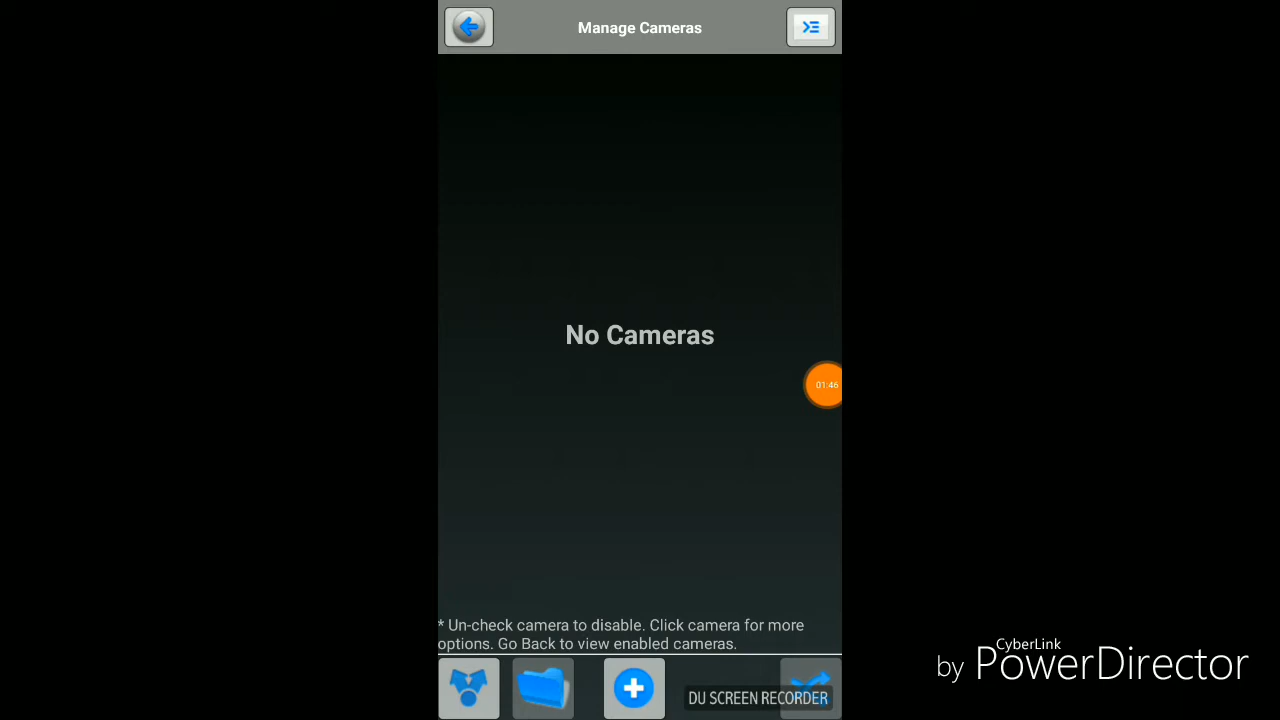 Manage Cameras
No Cameras
01:46
* Un-check camera to disable. Click camera for more
options. Go Back to view enabled cameras.
DU SCREEN RECORDER
CyberLink
by PowerDirector